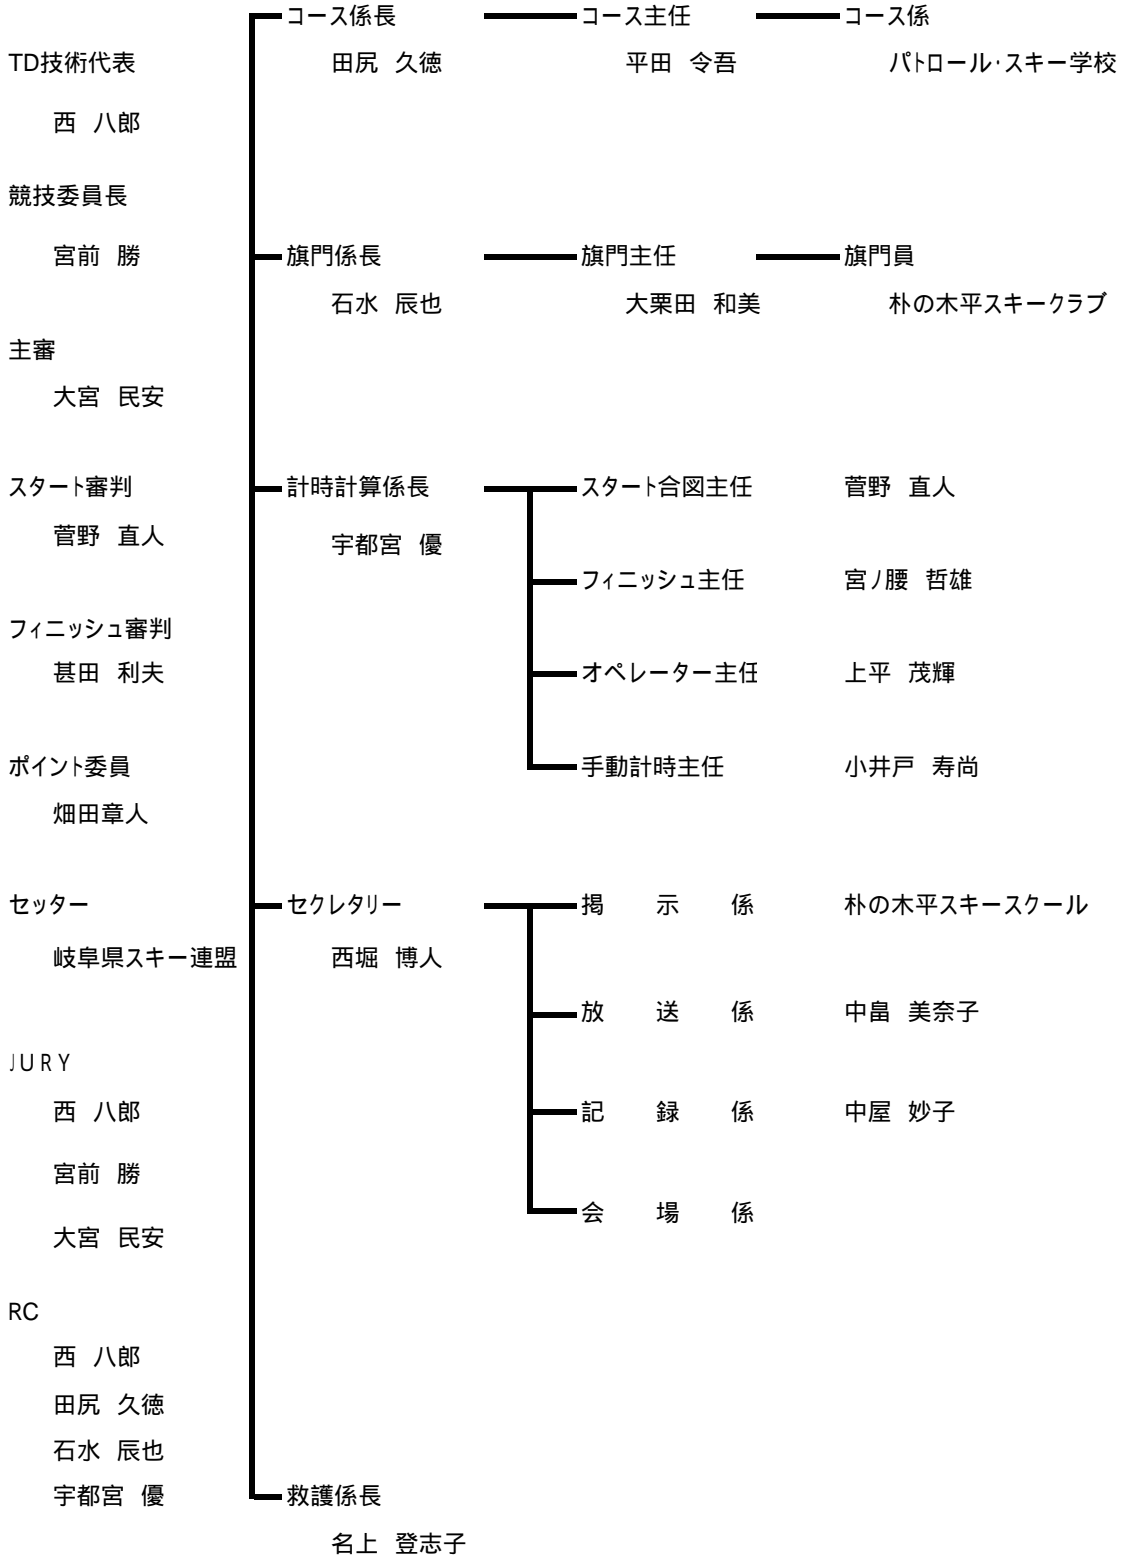 コース係長 コース主任 コース係
TD技術代表 田尻 久徳 平田 令吾 パトロール・スキー学校
西 八郎
競技委員長
宮前 勝 旗門係長 旗門主任 旗門員
石水 辰也 大栗田 和美 朴の木平スキークラブ
主審
大宮 民安
スタート審判 計時計算係長 スタート合図主任 菅野 直人
菅野 直人 宇都宮 優
フィニッシュ主任 宮ノ腰 哲雄
フィニッシュ審判
甚田 利夫 オペレーター主任 上平 茂輝
ポイント委員 手動計時主任 小井戸 寿尚
畑田章人
セッター セクレタリー 掲 示 係 朴の木平スキースクール
岐阜県スキー連盟 西堀 博人
放 送 係 中畠 美奈子
JURY
西 八郎 記 録 係 中屋 妙子
宮前 勝
会 場 係
大宮 民安
RC
西 八郎
田尻 久徳
石水 辰也
宇都宮 優 救護係長
名上 登志子